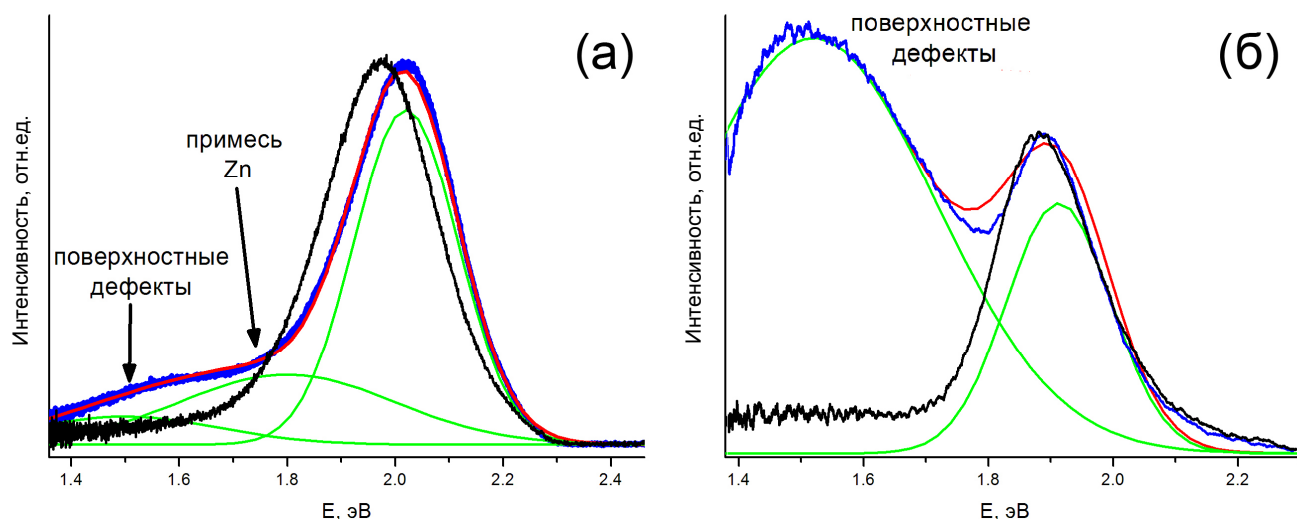 (а)
примесь
Zn
поверхностные
дефекты
Интенсивность, отн.ед.
1.4 1.6 1.8 2.0 2.2 2.4
E, эВ
(б)
поверхностные
дефекты
Интенсивность, отн.ед.
1.4 1.6 1.8 2.0 2.2
E, эВ